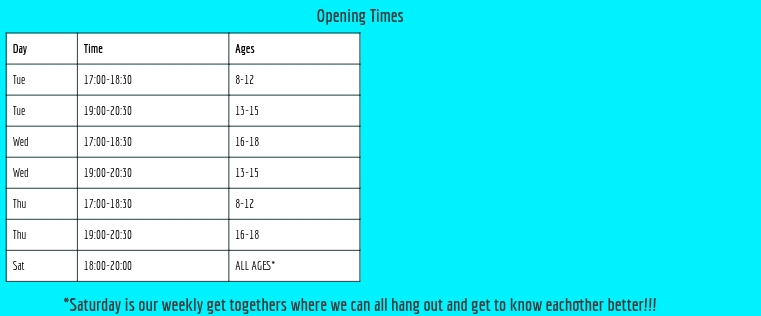 Opening Times
Day Time Ages
Tue 17:00-18:30 8-12
Tue 19:00-20:30 13-15
Wed 17:00-18:30 16-18
Wed 19:00-20:30 13-15
Thu 17:00-18:30 8-12
Thu 19:00-20:30 16-18
Sat 18:00-20:00 ALL AGES*
*Saturday is our weekly get togethers where we can all hang out and get to know eachother better!!!